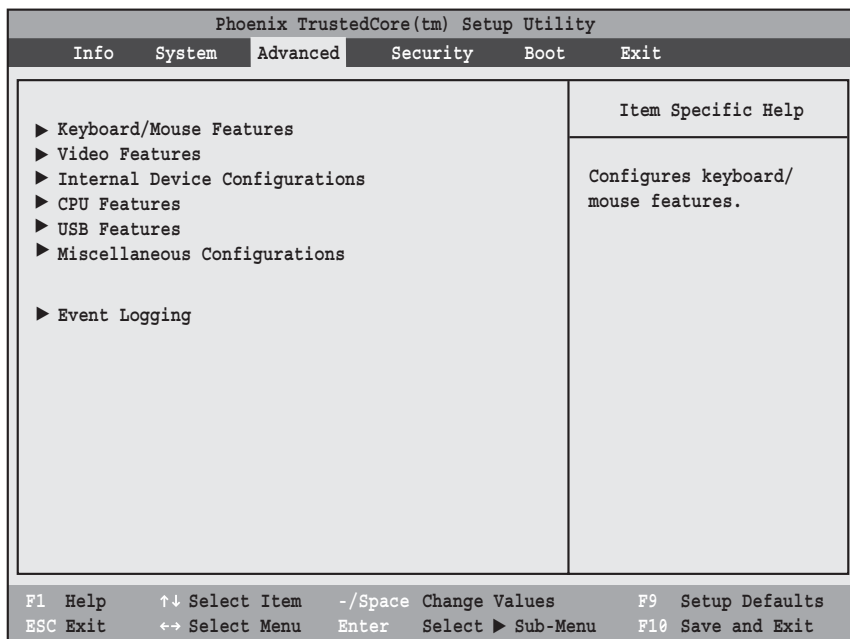 Phoenix TrustedCore(tm) Setup Utility
Info System Advanced Security Boot Exit
▶ Keyboard/Mouse Features
▶ Video Features
▶ Internal Device Configurations
▶ CPU Features
▶ USB Features
▶ Miscellaneous Configurations
▶ Event Logging
Item Specific Help
Configures keyboard/
mouse features.
F1 Help ↑↓ Select Item -/Space Change Values F9 Setup Defaults
ESC Exit ←→ Select Menu Enter Select ▶ Sub-Menu F10 Save and Exit